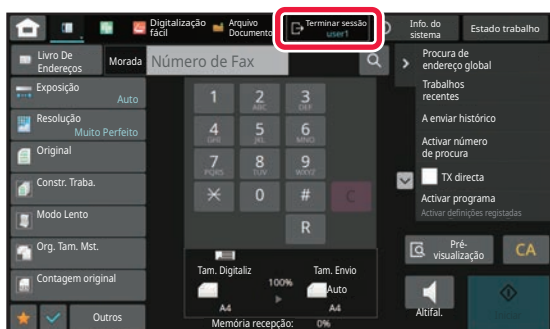 Digitalização
fácil
Arquivo
Documento
Terminar sessão
user1
Info. do
sistema
Estado trabalho
Livro De
Endereços
Morada
Número de Fax
Exposição
Auto
Resolução
Muito Perfeito
Original
Constr. Traba.
Modo Lento
Org. Tam. Mst.
Contagem original
Outros
1
2
ABC
3
DEF
4
GHI
5
JKL
6
MNO
7
PQRS
8
TUV
9
WXYZ
0
#
C
R
Tam. Digitaliz
100%
Tam. Envio
Auto
A4
A4
Memória recepção: 0%
Procura de
endereço global
Trabalhos
recentes
A enviar histórico
Activar número
de procura
TX directa
Activar programa
Activar definições registadas
Pré-
visualização
CA
Altifal.